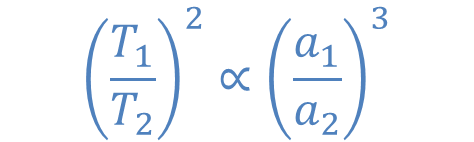 (T₁/T₂)² ∝ (a₁/a₂)³